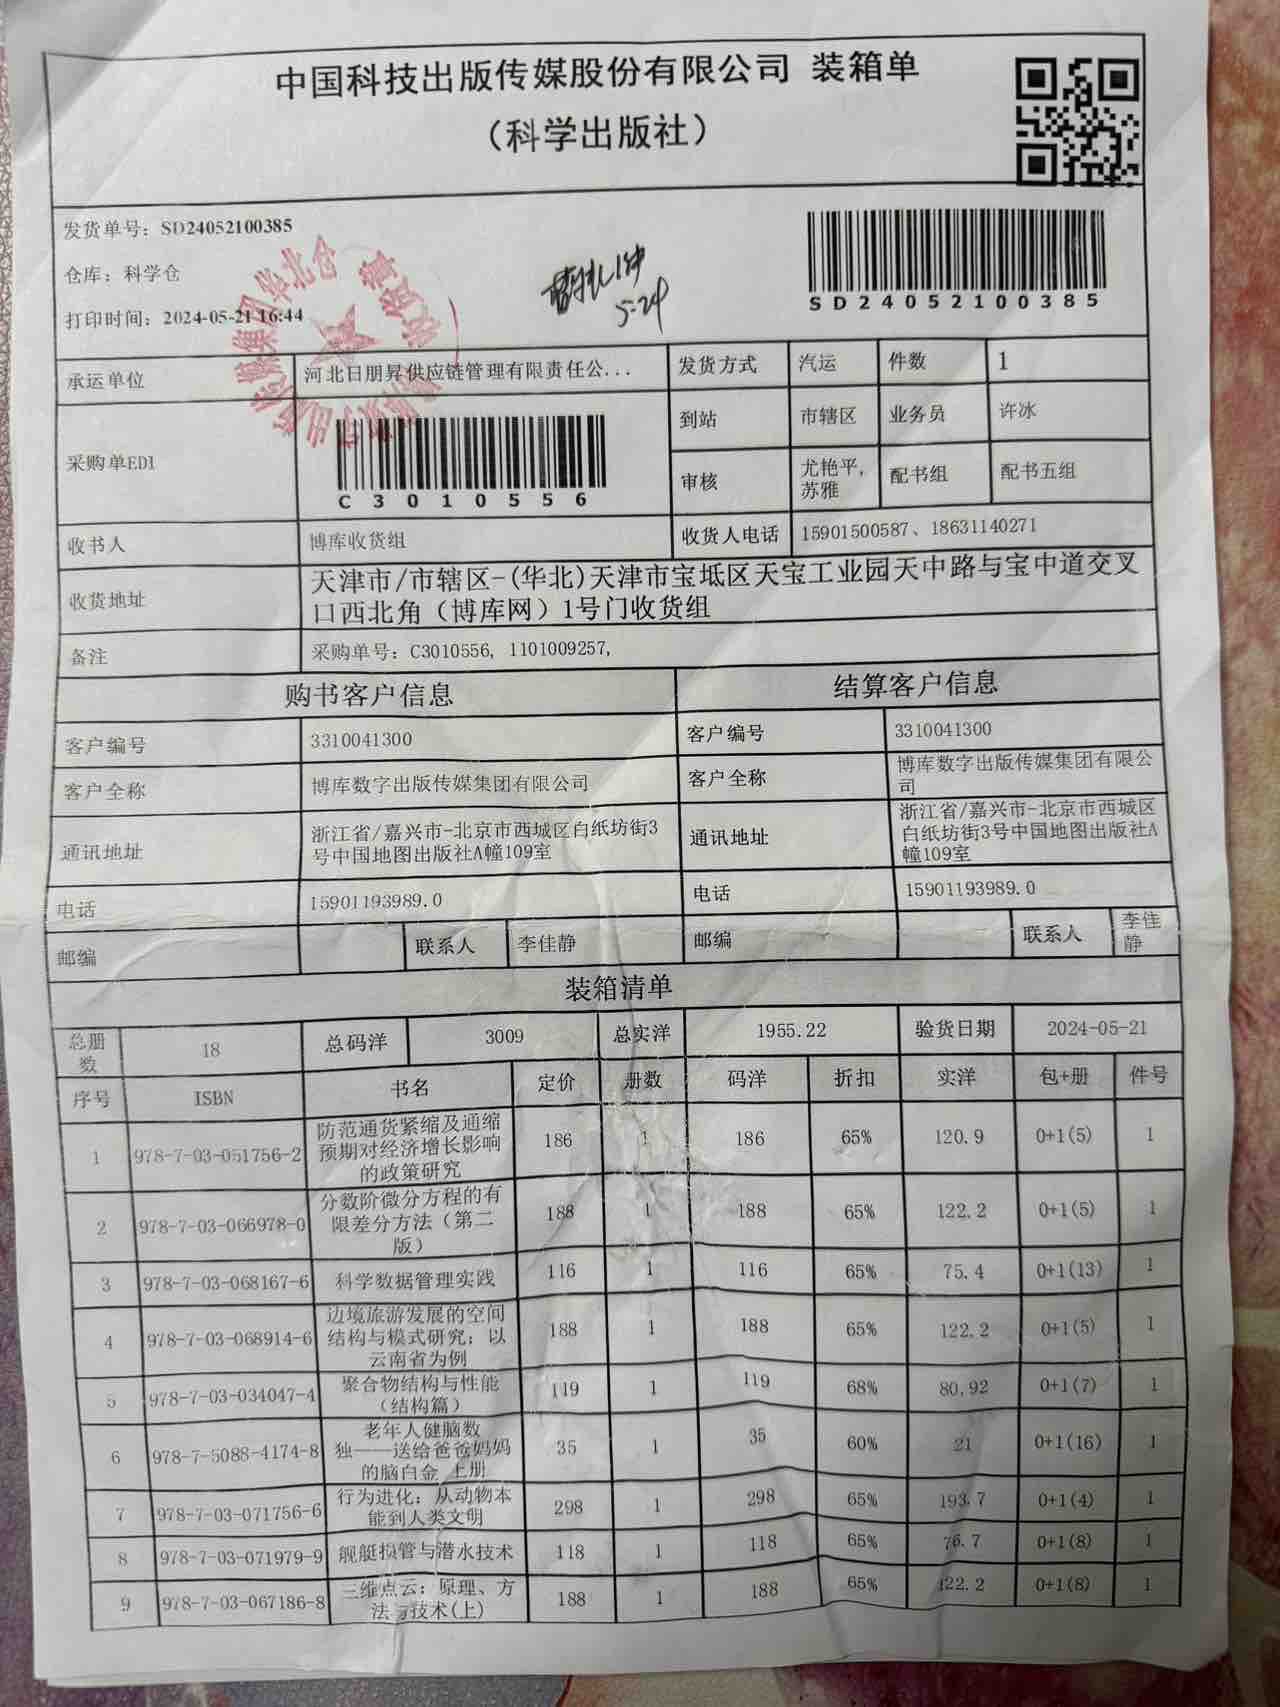 中国科技出版传媒股份有限公司 装箱单
（科学出版社）
发货单号：SD24052100385
仓库：科学仓
打印时间：2024-05-21 16:44
SD24052100385
5-24
承运单位 河北日朋昇供应链管理有限责任公... 发货方式 汽运 件数 1
采购单EDI C3010556 到站 市辖区 业务员 许冰
审核 尤艳平,
苏雅 配书组 配书五组
收书人 博库收货组 收货人电话 15901500587、18631140271
收货地址 天津市/市辖区-(华北)天津市宝坻区天宝工业园天中路与宝中道交叉
口西北角（博库网）1号门收货组
备注 采购单号：C3010556, 1101009257,
购书客户信息 结算客户信息
客户编号 3310041300 客户编号 3310041300
客户全称 博库数字出版传媒集团有限公司 客户全称 博库数字出版传媒集团有限公
司
通讯地址 浙江省/嘉兴市-北京市西城区白纸坊街3
号中国地图出版社A幢109室 通讯地址 浙江省/嘉兴市-北京市西城区
白纸坊街3号中国地图出版社A
幢109室
电话 15901193989.0 电话 15901193989.0
邮编 联系人 李佳静 邮编 联系人 李佳
静
装箱清单
总册
数 18 总码洋 3009 总实洋 1955.22 验货日期 2024-05-21
序号 ISBN 书名 定价 册数 码洋 折扣 实洋 包+册 件号
1 978-7-03-051756-2 防范通货紧缩及通缩
预期对经济增长影响
的政策研究 186 1 186 65% 120.9 0+1(5) 1
2 978-7-03-066978-0 分数阶微分方程的有
限差分方法（第二
版） 188 1 188 65% 122.2 0+1(5) 1
3 978-7-03-068167-6 科学数据管理实践 116 1 116 65% 75.4 0+1(13) 1
4 978-7-03-068914-6 边境旅游发展的空间
结构与模式研究：以
云南省为例 188 1 188 65% 122.2 0+1(5) 1
5 978-7-03-034047-4 聚合物结构与性能
（结构篇） 119 1 119 68% 80.92 0+1(7) 1
6 978-7-5088-4174-8 老年人健脑数
独——送给爸爸妈妈
的脑白金 上册 35 1 35 60% 21 0+1(16) 1
7 978-7-03-071756-6 行为进化：从动物本
能到人类文明 298 1 298 65% 193.7 0+1(4) 1
8 978-7-03-071979-9 舰艇损管与潜水技术 118 1 118 65% 76.7 0+1(8) 1
9 978-7-03-067186-8 三维点云：原理、方
法与技术(上) 188 1 188 65% 122.2 0+1(8) 1